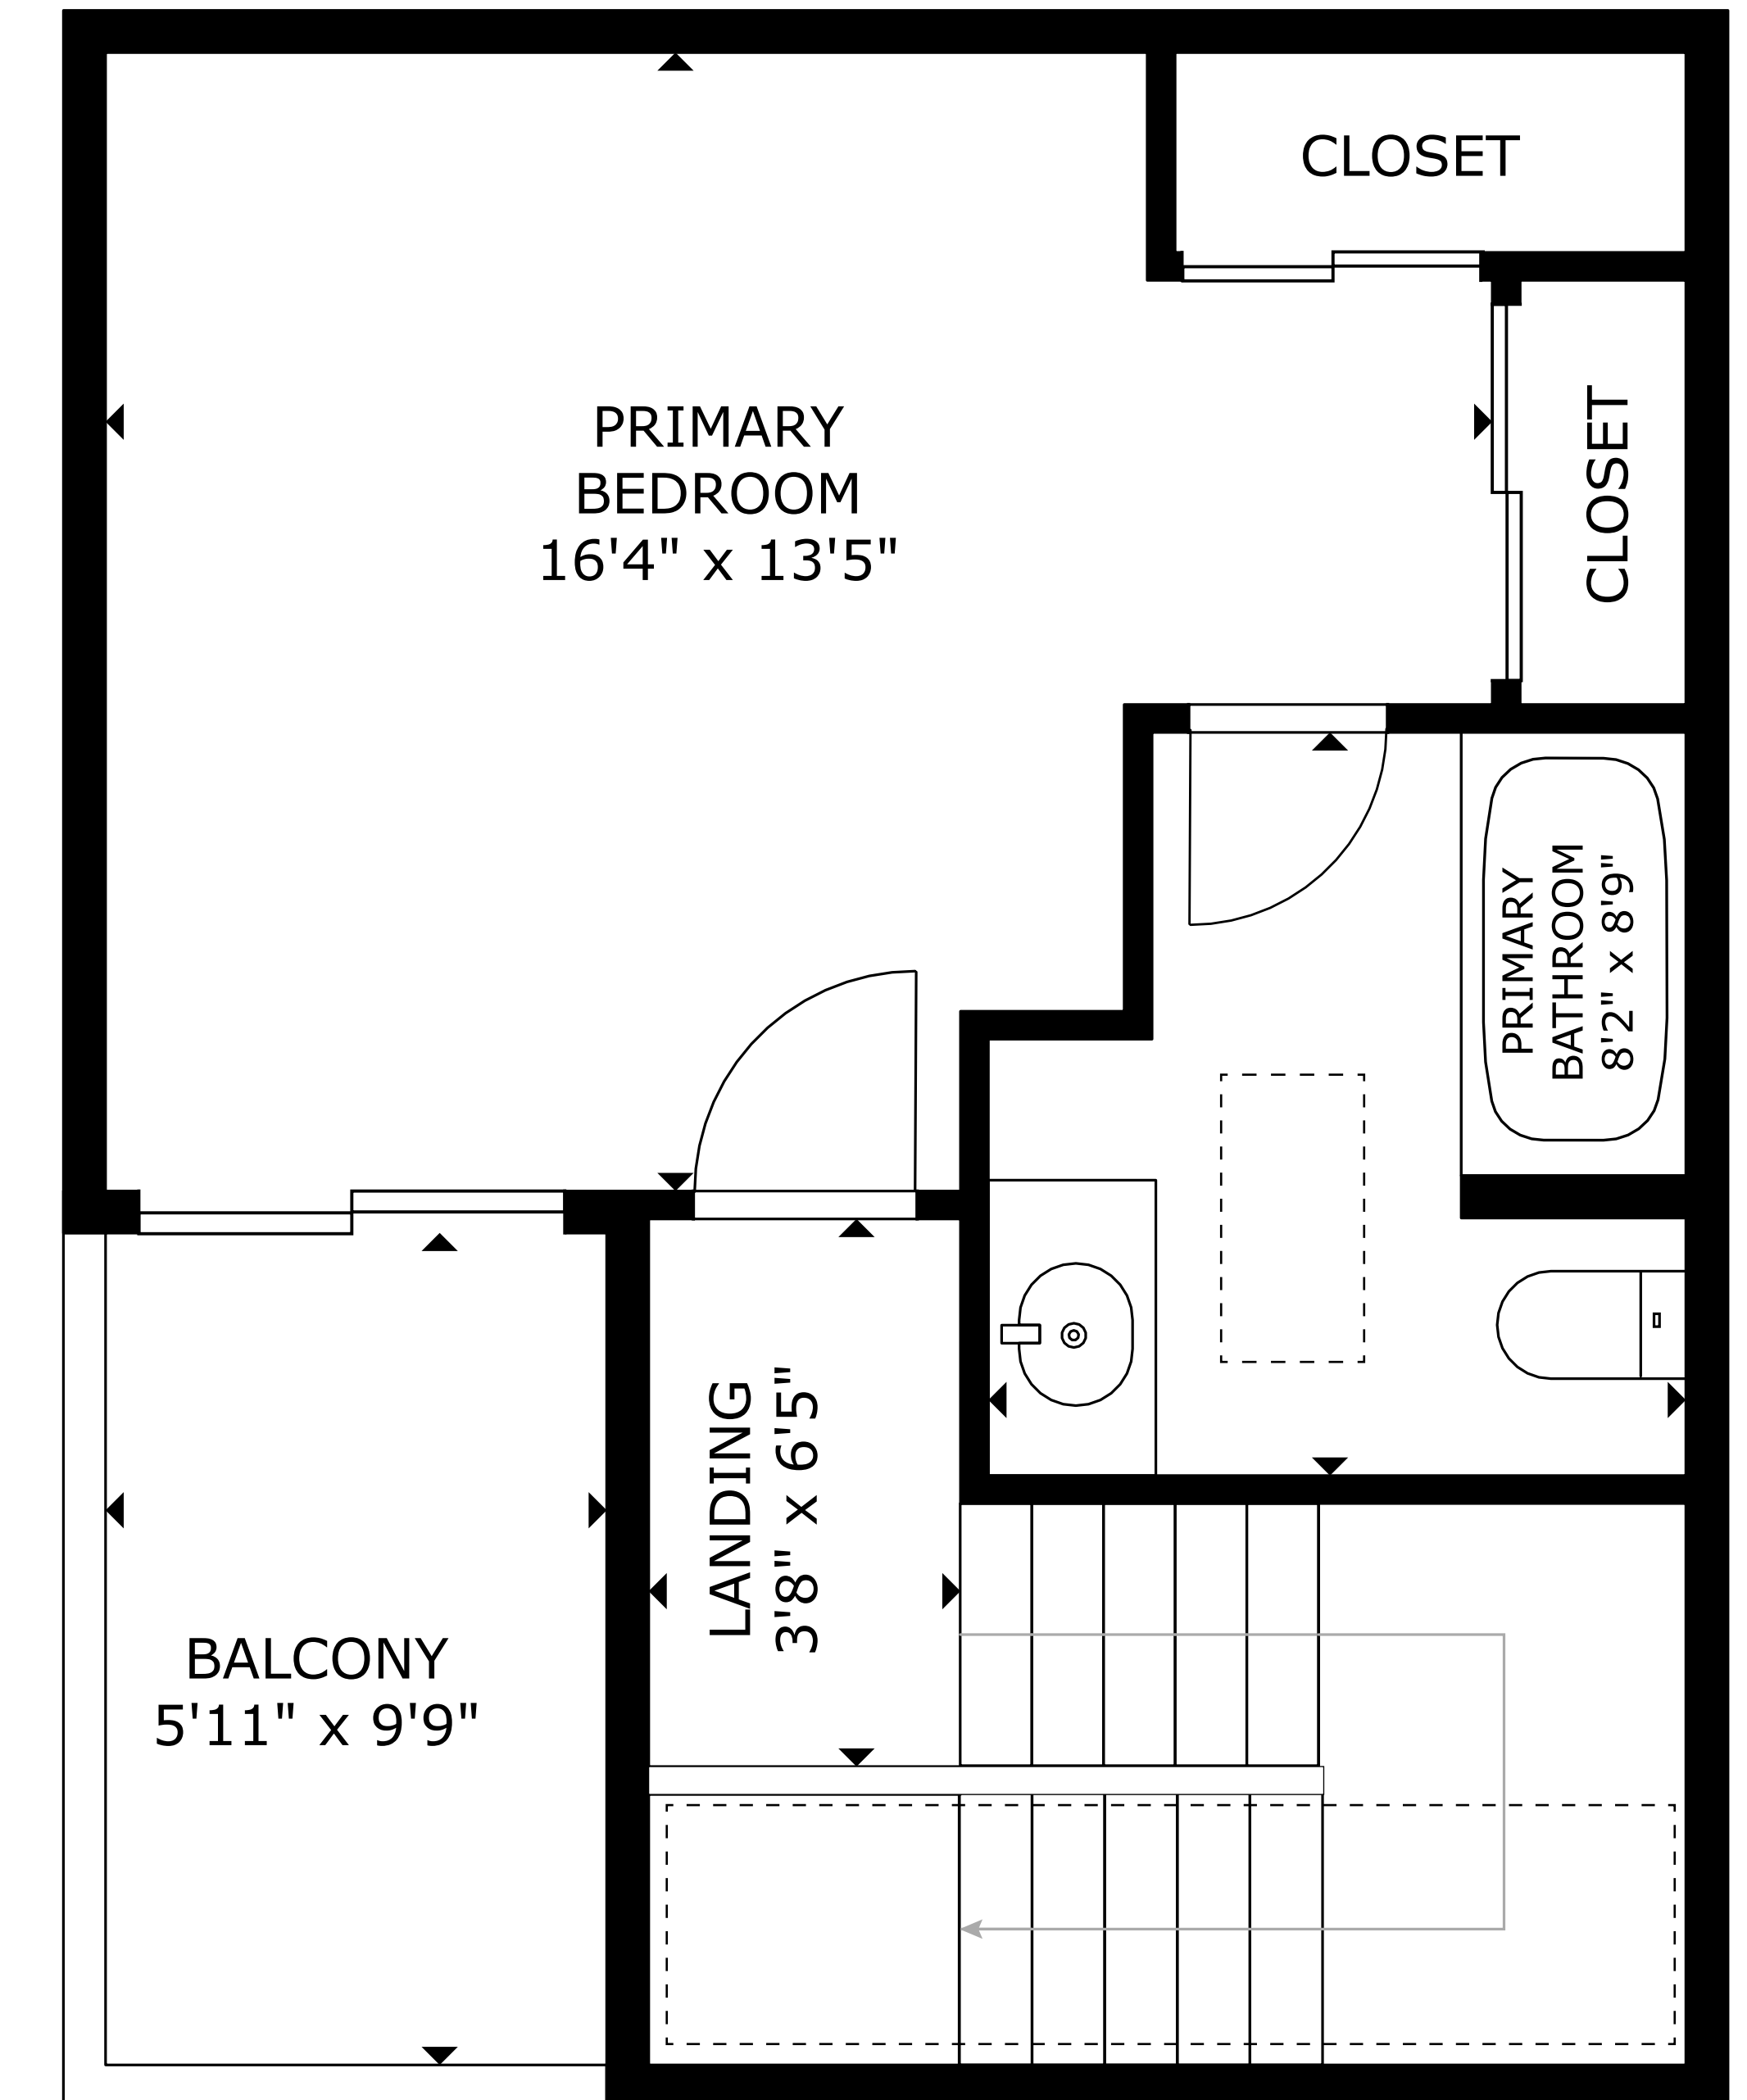 CLOSET
PRIMARY
BEDROOM
16'4" x 13'5"
CLOSET
PRIMARY
BATHROOM
8'2" x 8'9"
LANDING
3'8" x 6'5"
BALCONY
5'11" x 9'9"